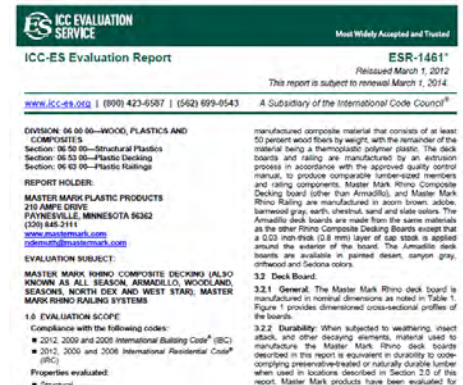 ICC EVALUATION
SERVICE
Most Widely Accepted and Trusted
ICC-ES Evaluation Report
ESR-1461*
Reissued March 1, 2012
This report is subject to renewal March 1, 2014.
www.icc-es.org | (800) 423-6587 | (562) 699-0543
A Subsidiary of the International Code Council®
DIVISION: 06 00 00—WOOD, PLASTICS AND
COMPOSITES
Section: 06 50 00—Structural Plastics
Section: 06 53 00—Plastic Decking
Section: 06 63 00—Plastic Railings
REPORT HOLDER:
MASTER MARK PLASTIC PRODUCTS
210 AMPE DRIVE
PAYNESVILLE, MINNESOTA 56362
(320) 845-2111
www.mastermark.com
ndemuth@mastermark.com
EVALUATION SUBJECT:
MASTER MARK RHINO COMPOSITE DECKING (ALSO
KNOWN AS ALL SEASON, ARMADILLO, WOODLAND,
SEASONS, NORTH DEX AND WEST STAR); MASTER
MARK RHINO RAILING SYSTEMS
1.0 EVALUATION SCOPE
Compliance with the following codes:
■ 2012, 2009 and 2006 International Building Code® (IBC)
■ 2012, 2009 and 2006 International Residential Code®
(IRC)
Properties evaluated:
■ Structural
manufactured composite material that consists of at least
50 percent wood fibers by weight, with the remainder of the
material being a thermoplastic polymer plastic. The deck
boards and railing are manufactured by an extrusion
process in accordance with the approved quality control
manual, to produce comparable lumber-sized members
and railing components. Master Mark Rhino Composite
Decking board (other than Armadillo), and Master Mark
Rhino Railing are manufactured in acorn brown, adobe,
barnwood gray, earth, chestnut, sand and slate colors. The
Armadillo deck boards are made from the same materials
as the other Rhino Composite Decking Boards except that
a 0.03 inch-thick (0.8 mm) layer of cap stock is applied
around the exterior of the board. The Armadillo deck
boards are available in painted desert, canyon gray,
driftwood and Sedona colors.
3.2 Deck Board:
3.2.1 General: The Master Mark Rhino deck board is
manufactured in nominal dimensions as noted in Table 1.
Figure 1 provides dimensioned cross-sectional profiles of
the boards.
3.2.2 Durability: When subjected to weathering, insect
attack, and other decaying elements, material used to
manufacture the Master Mark Rhino deck boards
described in this report is equivalent in durability to code-
complying preservative-treated or naturally durable lumber
when used in locations described in Section 2.0 of this
report. Master Mark products have been evaluated for